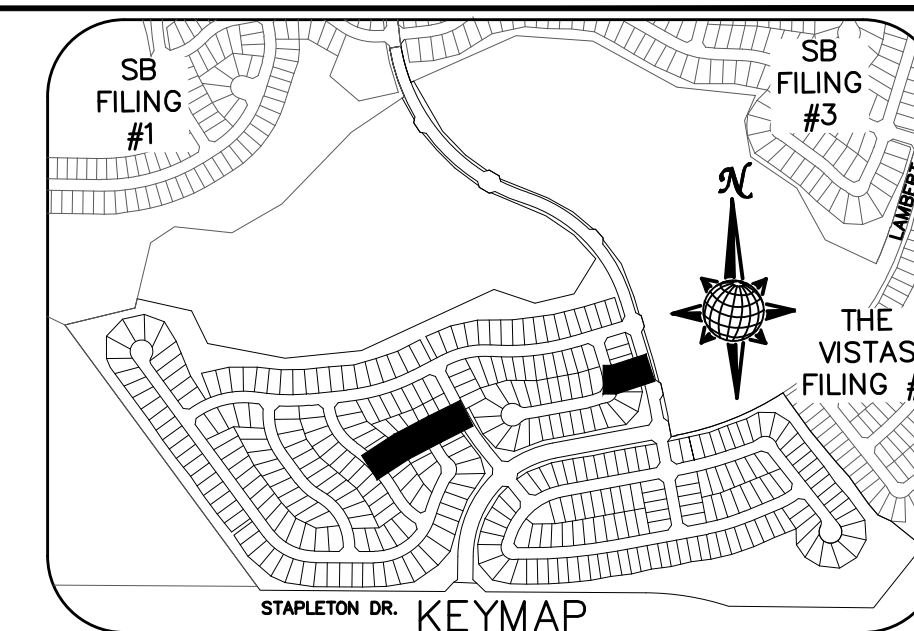 SB
FILING
#1
SB
FILING
#3
N
LAMBERT
THE
VISTAS
FILING #
STAPLETON DR.
KEYMAP